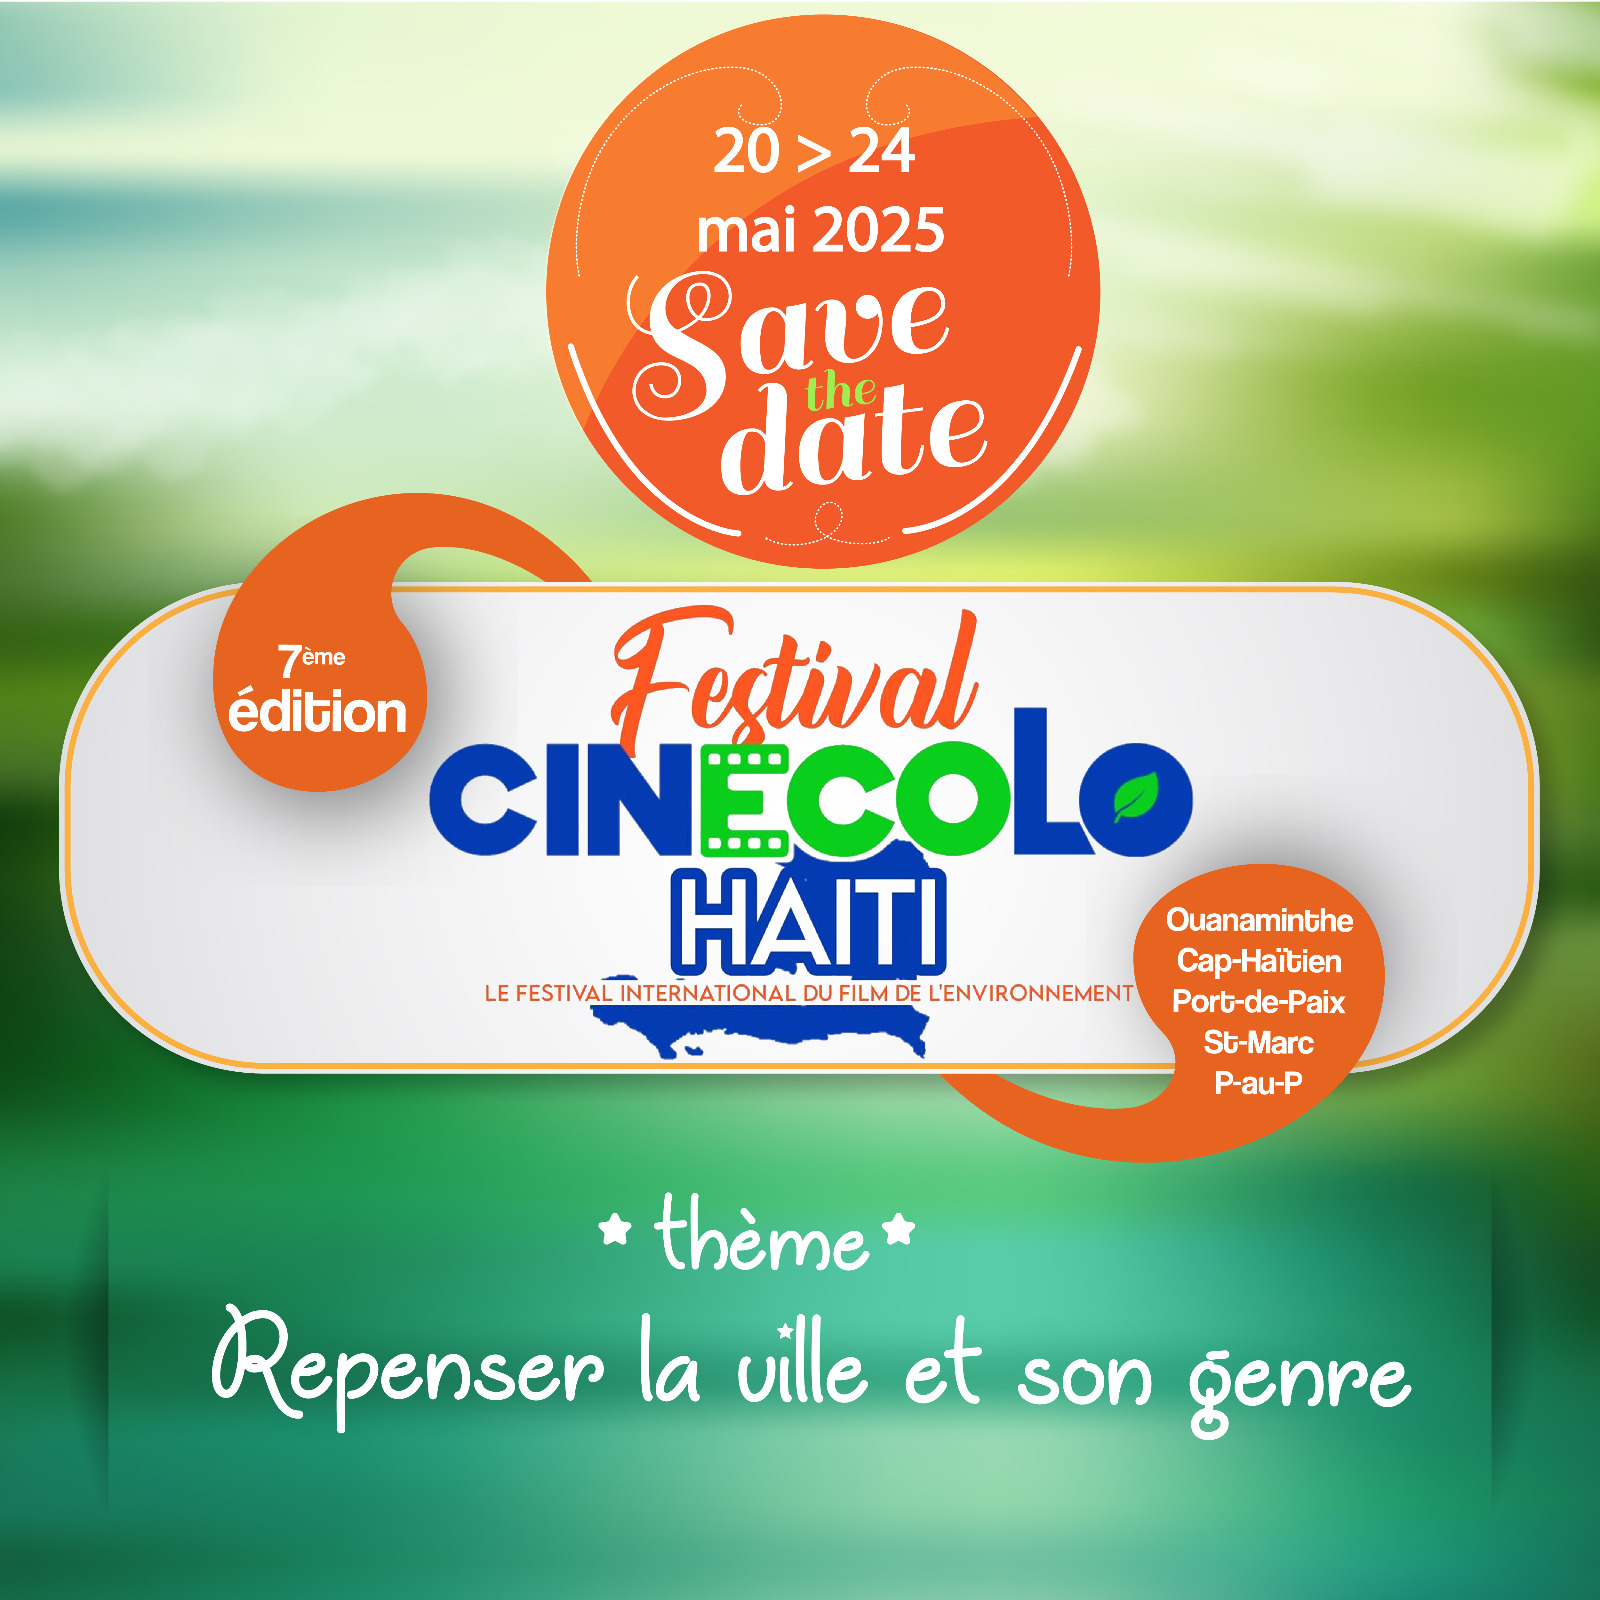 20 > 24
mai 2025
Save
the
date
7ème
édition
Festival
CINECOLO
HAITI
LE FESTIVAL INTERNATIONAL DU FILM DE L'ENVIRONNEMENT
Ouanaminthe
Cap-Haïtien
Port-de-Paix
St-Marc
P-au-P
thème
Repenser la ville et son genre